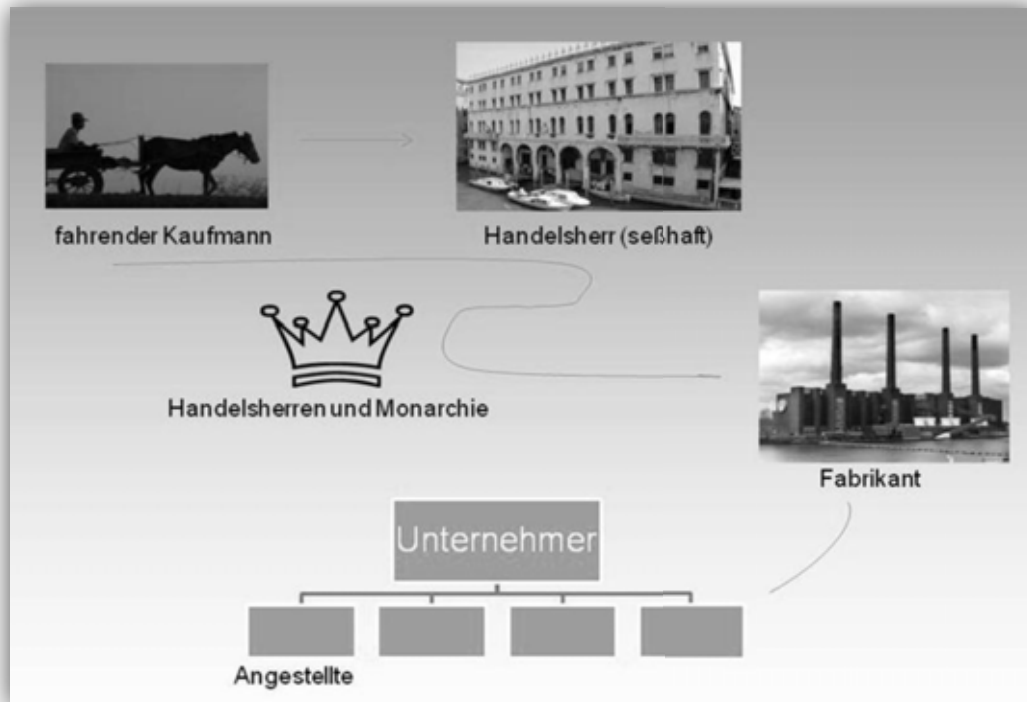 fahrender Kaufmann
Handelsherr (seßhaft)
Handelsherren und Monarchie
Fabrikant
Unternehmer
Angestellte